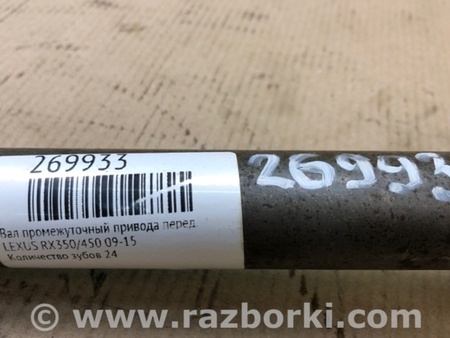 269933
Вал промежуточный привода перед
LEXUS RX350/450 09-15
Количество зубов 24
26993
www.razborki.com